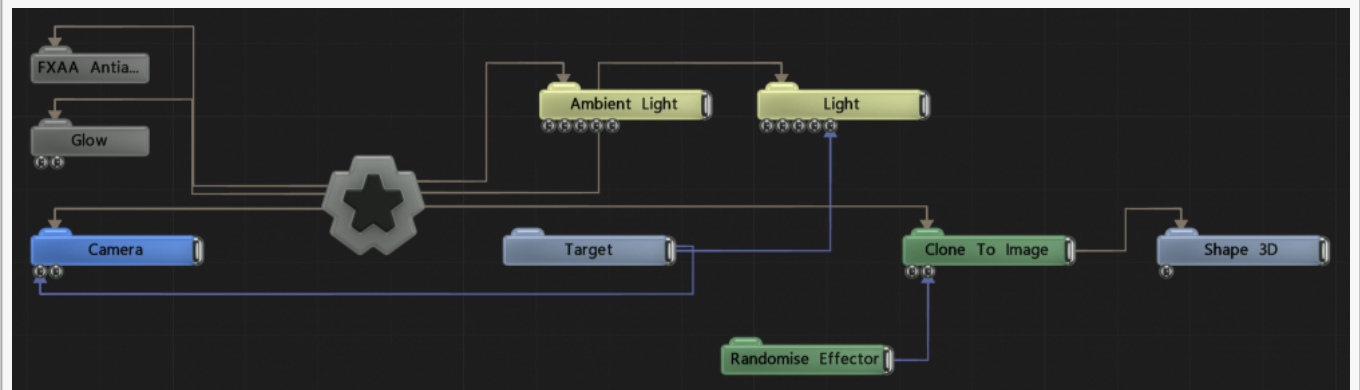 FXAA Antia...
Ambient Light
Light
Glow
Camera
Target
Clone To Image
Shape 3D
Randomise Effector